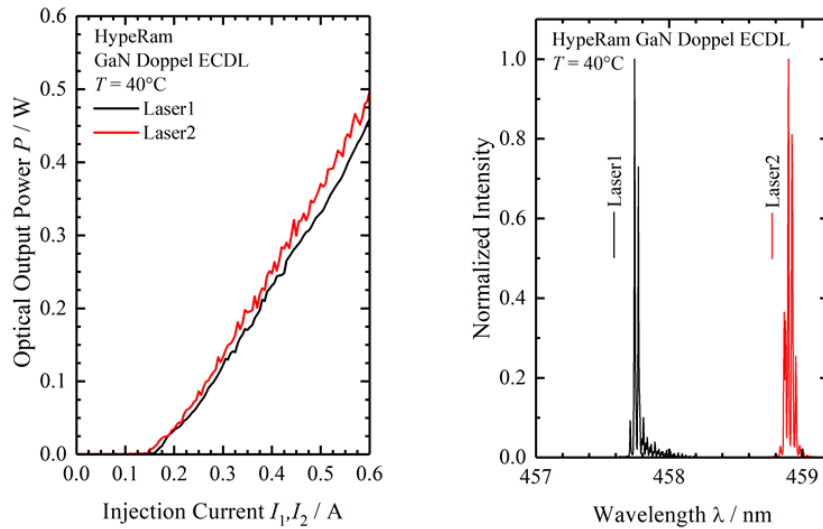 HypeRam
GaN Doppel ECDL
T = 40°C
Laser1
Laser2
Optical Output Power P / W
0.6
0.5
0.4
0.3
0.2
0.1
0.0
0.0 0.1 0.2 0.3 0.4 0.5 0.6
Injection Current I₁,I₂ / A
HypeRam GaN Doppel ECDL
T = 40°C
Laser1
Laser2
Normalized Intensity
1.0
0.8
0.6
0.4
0.2
0.0
457 458 459
Wavelength λ / nm